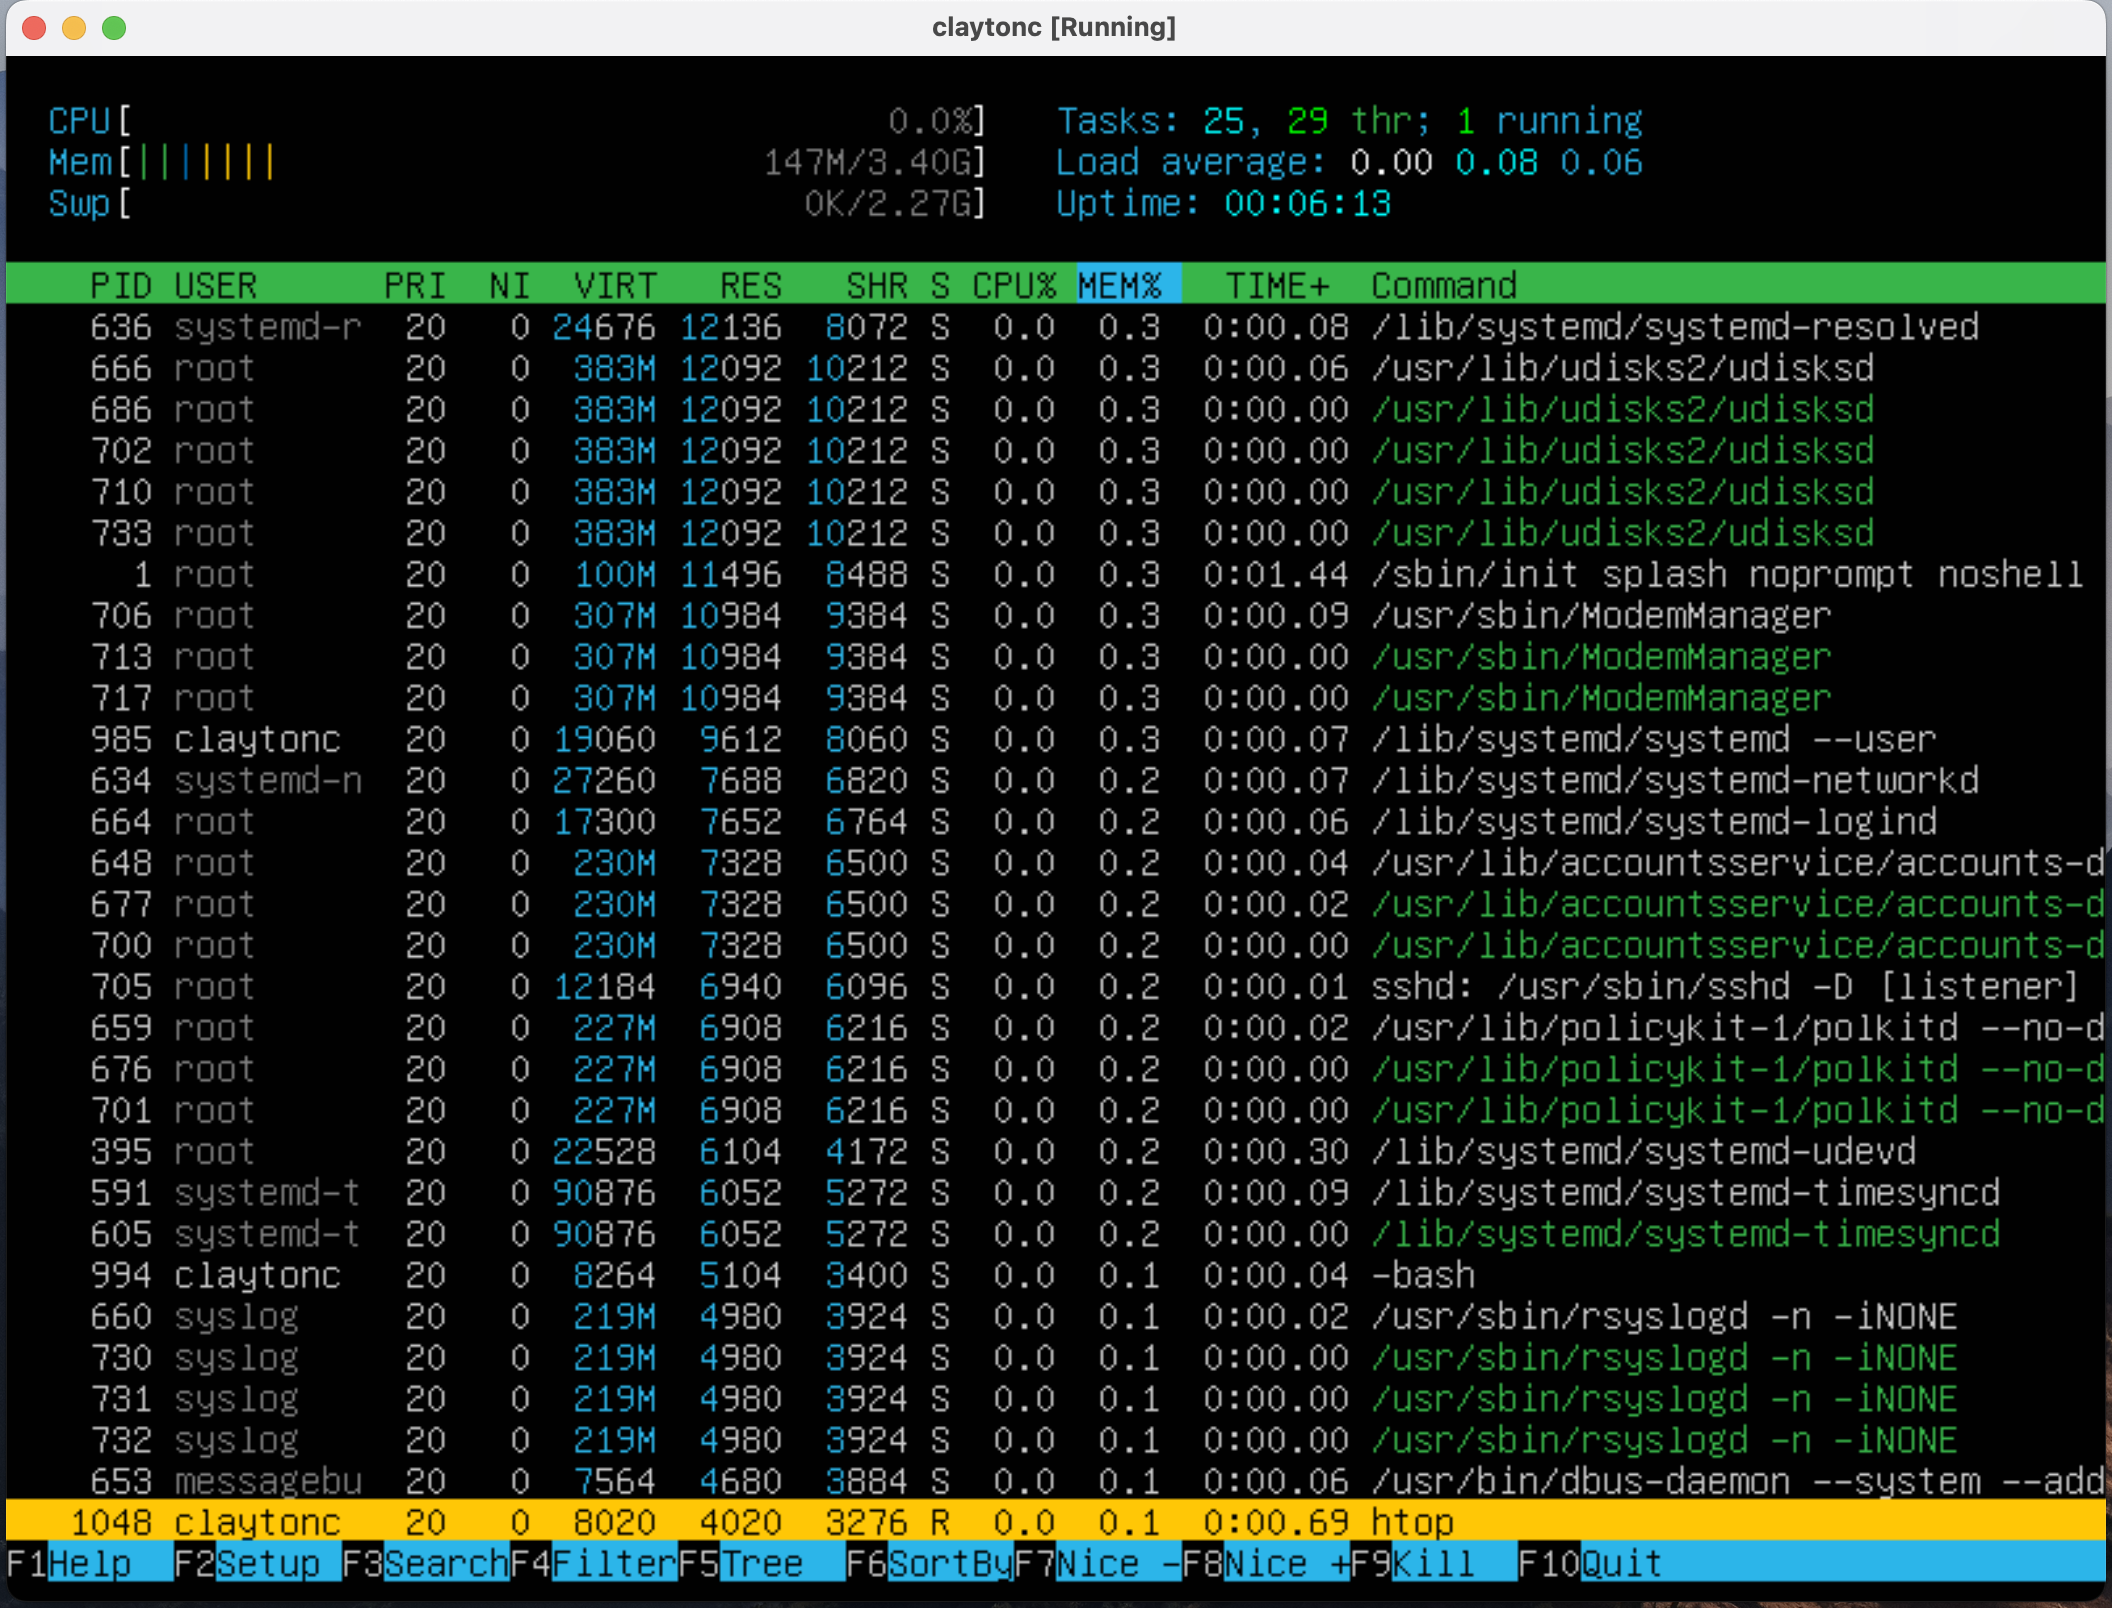 claytonc [Running]
CPU[ 0.0%] Tasks: 25, 29 thr; 1 running
Mem[||||||| 147M/3.40G] Load average: 0.00 0.08 0.06
Swp[ 0K/2.27G] Uptime: 00:06:13
PID USER PRI NI VIRT RES SHR S CPU% MEM% TIME+ Command
636 systemd-r 20 0 24676 12136 8072 S 0.0 0.3 0:00.08 /lib/systemd/systemd-resolved
666 root 20 0 383M 12092 10212 S 0.0 0.3 0:00.06 /usr/lib/udisks2/udisksd
686 root 20 0 383M 12092 10212 S 0.0 0.3 0:00.00 /usr/lib/udisks2/udisksd
702 root 20 0 383M 12092 10212 S 0.0 0.3 0:00.00 /usr/lib/udisks2/udisksd
710 root 20 0 383M 12092 10212 S 0.0 0.3 0:00.00 /usr/lib/udisks2/udisksd
733 root 20 0 383M 12092 10212 S 0.0 0.3 0:00.00 /usr/lib/udisks2/udisksd
1 root 20 0 100M 11496 8488 S 0.0 0.3 0:01.44 /sbin/init splash noprompt noshell
706 root 20 0 307M 10984 9384 S 0.0 0.3 0:00.09 /usr/sbin/ModemManager
713 root 20 0 307M 10984 9384 S 0.0 0.3 0:00.00 /usr/sbin/ModemManager
717 root 20 0 307M 10984 9384 S 0.0 0.3 0:00.00 /usr/sbin/ModemManager
985 claytonc 20 0 19060 9612 8060 S 0.0 0.3 0:00.07 /lib/systemd/systemd --user
634 systemd-n 20 0 27260 7688 6820 S 0.0 0.2 0:00.07 /lib/systemd/systemd-networkd
664 root 20 0 17300 7652 6764 S 0.0 0.2 0:00.06 /lib/systemd/systemd-logind
648 root 20 0 230M 7328 6500 S 0.0 0.2 0:00.04 /usr/lib/accountsservice/accounts-d
677 root 20 0 230M 7328 6500 S 0.0 0.2 0:00.02 /usr/lib/accountsservice/accounts-d
700 root 20 0 230M 7328 6500 S 0.0 0.2 0:00.00 /usr/lib/accountsservice/accounts-d
705 root 20 0 12184 6940 6096 S 0.0 0.2 0:00.01 sshd: /usr/sbin/sshd -D [listener]
659 root 20 0 227M 6908 6216 S 0.0 0.2 0:00.02 /usr/lib/policykit-1/polkitd --no-d
676 root 20 0 227M 6908 6216 S 0.0 0.2 0:00.00 /usr/lib/policykit-1/polkitd --no-d
701 root 20 0 227M 6908 6216 S 0.0 0.2 0:00.00 /usr/lib/policykit-1/polkitd --no-d
395 root 20 0 22528 6104 4172 S 0.0 0.2 0:00.30 /lib/systemd/systemd-udevd
591 systemd-t 20 0 90876 6052 5272 S 0.0 0.2 0:00.09 /lib/systemd/systemd-timesyncd
605 systemd-t 20 0 90876 6052 5272 S 0.0 0.2 0:00.00 /lib/systemd/systemd-timesyncd
994 claytonc 20 0 8264 5104 3400 S 0.0 0.1 0:00.04 -bash
660 syslog 20 0 219M 4980 3924 S 0.0 0.1 0:00.02 /usr/sbin/rsyslogd -n -iNONE
730 syslog 20 0 219M 4980 3924 S 0.0 0.1 0:00.00 /usr/sbin/rsyslogd -n -iNONE
731 syslog 20 0 219M 4980 3924 S 0.0 0.1 0:00.00 /usr/sbin/rsyslogd -n -iNONE
732 syslog 20 0 219M 4980 3924 S 0.0 0.1 0:00.00 /usr/sbin/rsyslogd -n -iNONE
653 messagebu 20 0 7564 4680 3884 S 0.0 0.1 0:00.06 /usr/bin/dbus-daemon --system --add
1048 claytonc 20 0 8020 4020 3276 R 0.0 0.1 0:00.69 htop
F1Help F2Setup F3SearchF4FilterF5Tree F6SortByF7Nice -F8Nice +F9Kill F10Quit